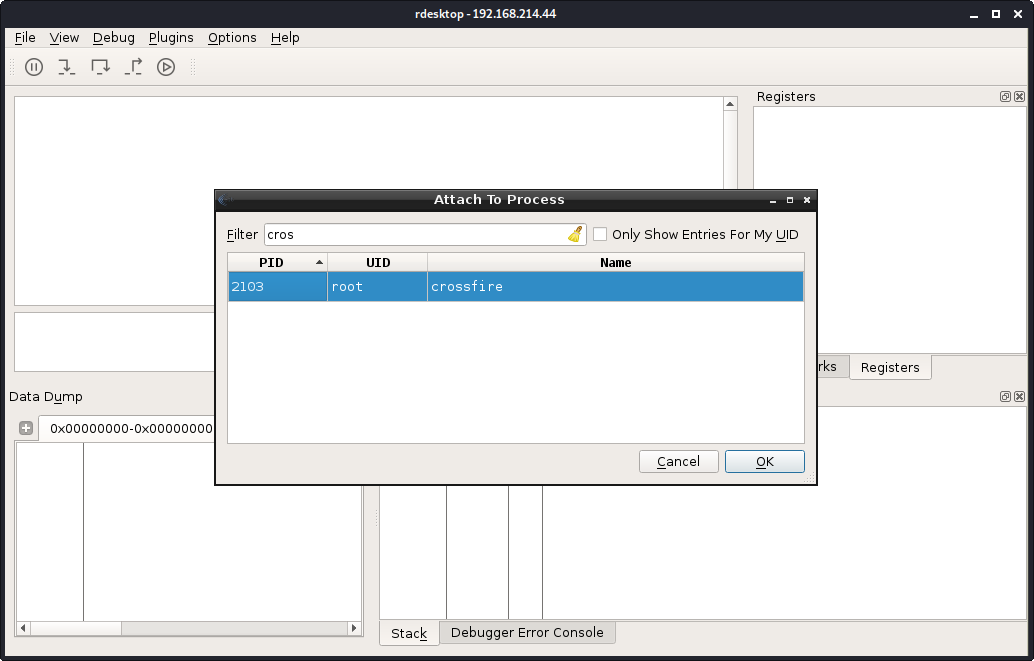 rdesktop - 192.168.214.44
File View Debug Plugins Options Help
Registers
Attach To Process
Filter cros Only Show Entries For My UID
PID UID Name
2103 root crossfire
rks Registers
Data Dump
0x00000000-0x00000000
Cancel OK
Stack Debugger Error Console